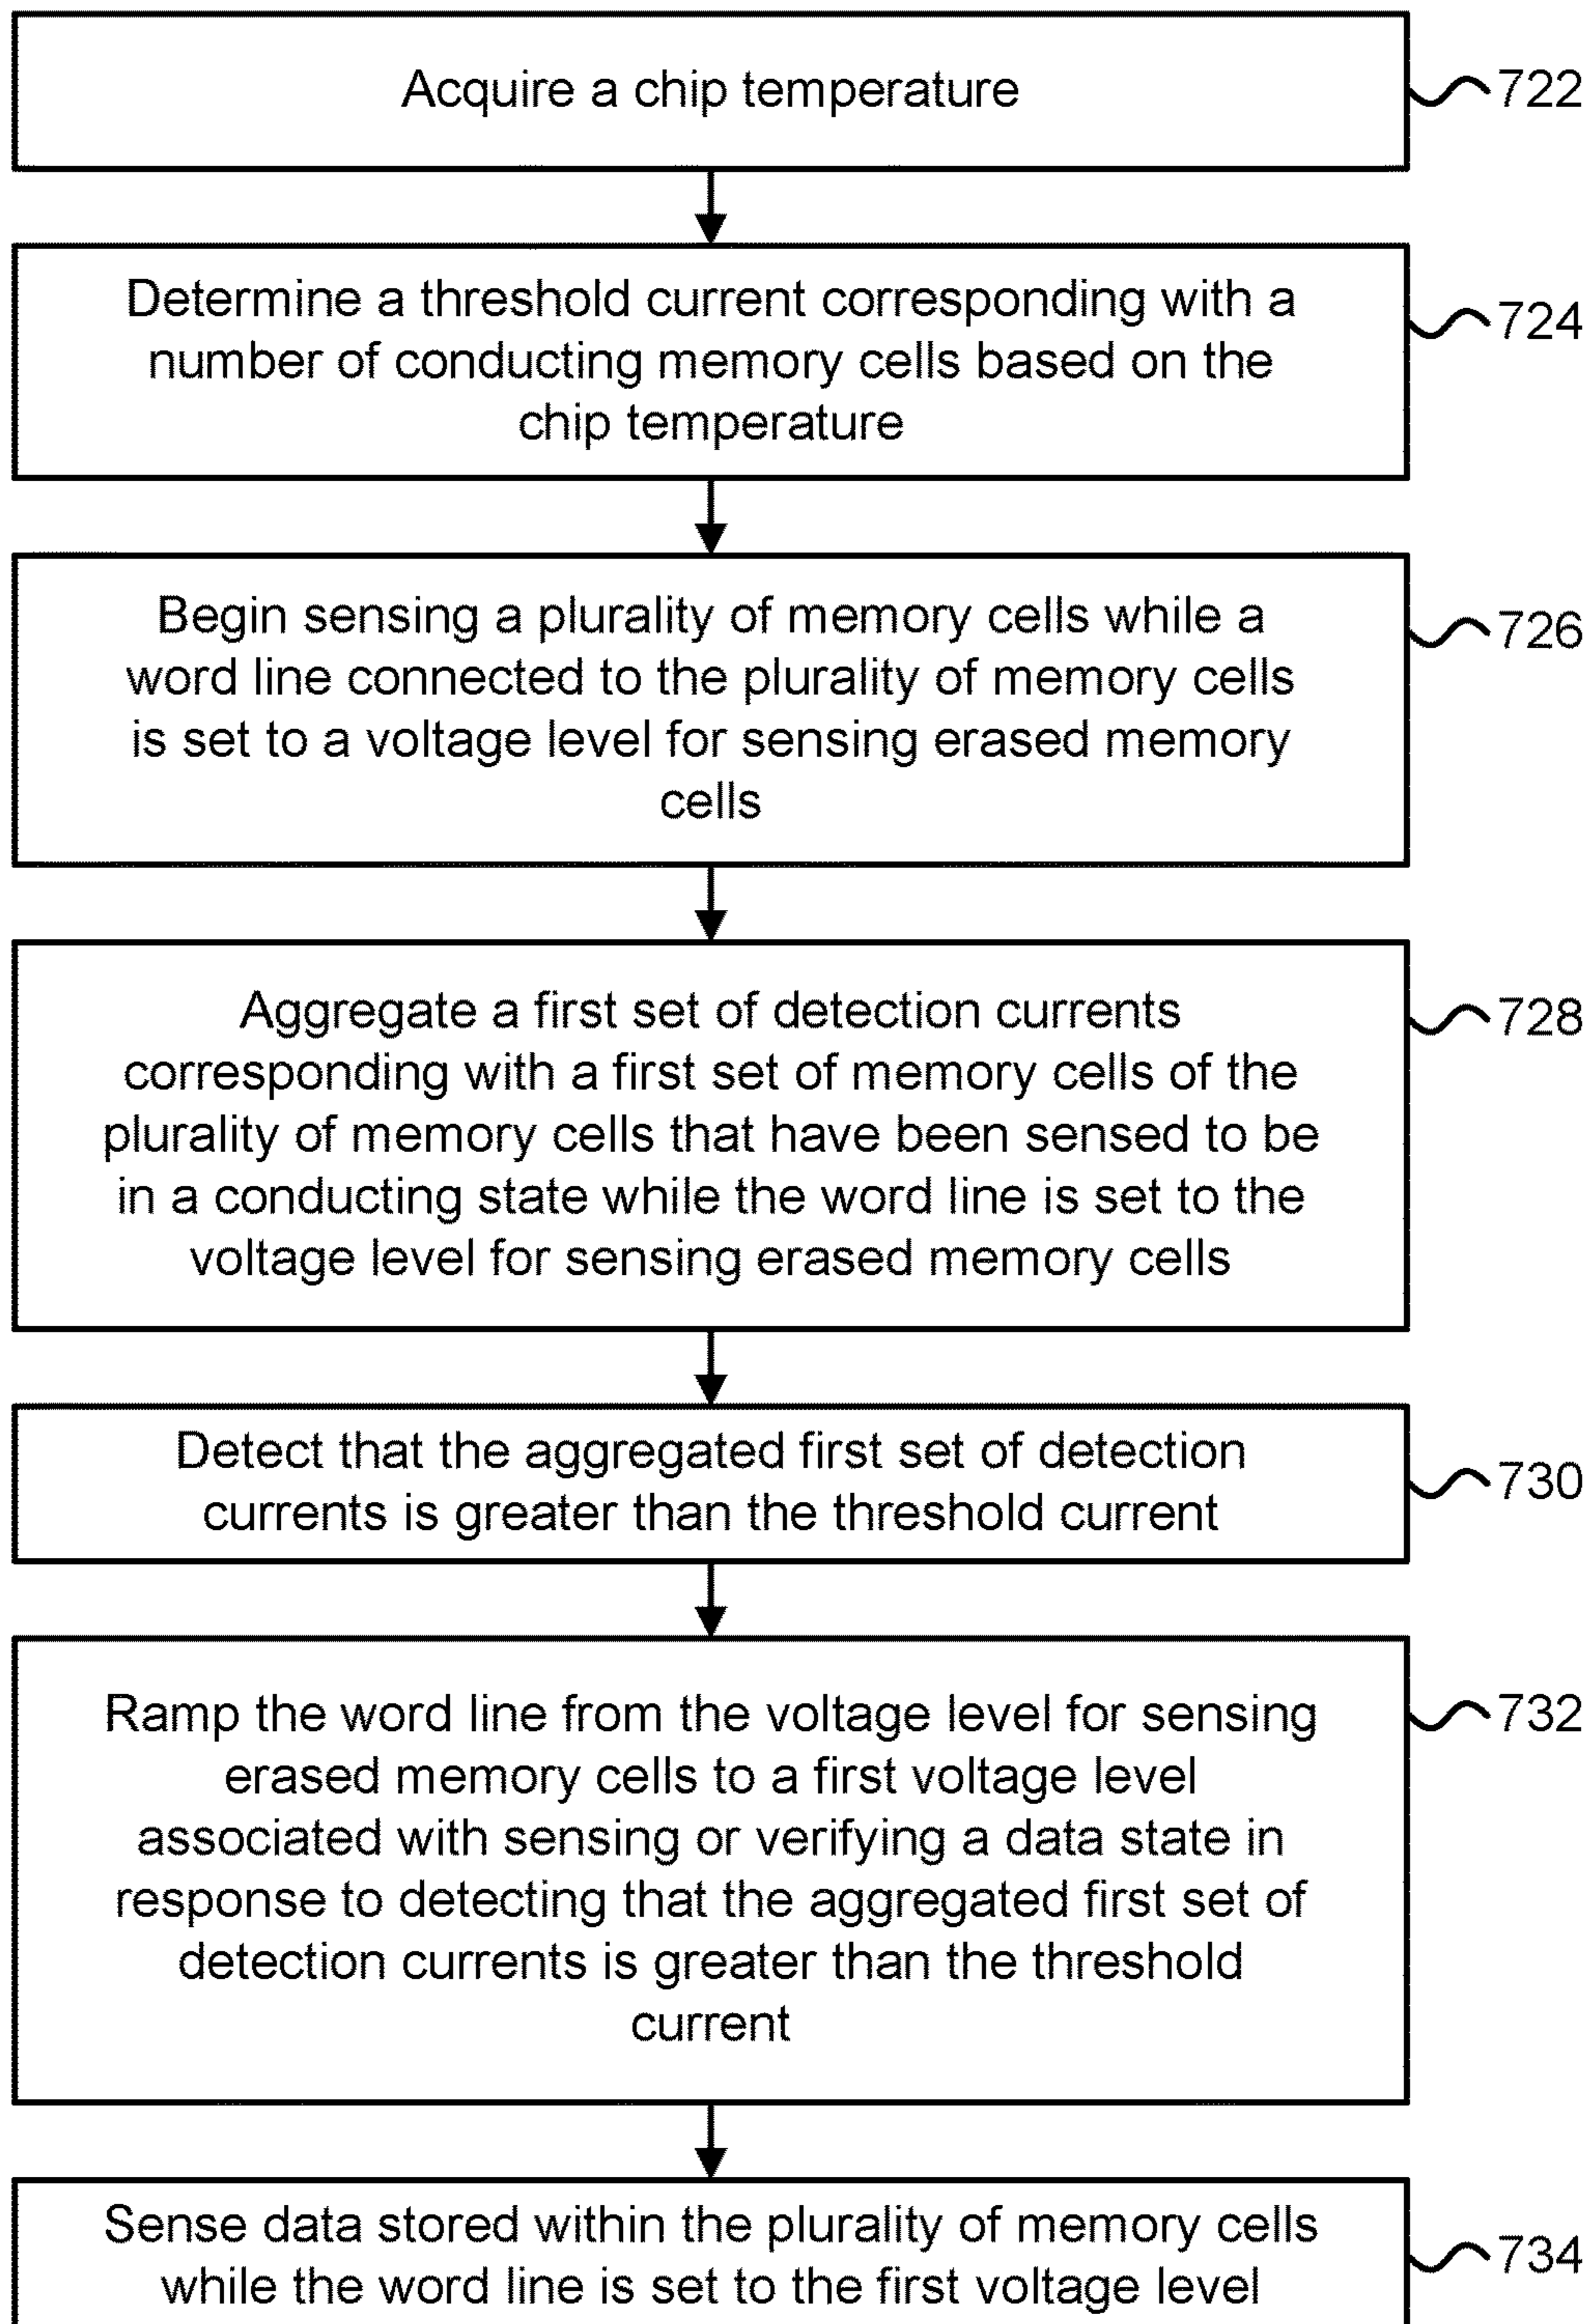 Acquire a chip temperature
722
Determine a threshold current corresponding with a
number of conducting memory cells based on the
chip temperature
724
Begin sensing a plurality of memory cells while a
word line connected to the plurality of memory cells
is set to a voltage level for sensing erased memory
cells
726
Aggregate a first set of detection currents
corresponding with a first set of memory cells of the
plurality of memory cells that have been sensed to be
in a conducting state while the word line is set to the
voltage level for sensing erased memory cells
728
Detect that the aggregated first set of detection
currents is greater than the threshold current
730
Ramp the word line from the voltage level for sensing
erased memory cells to a first voltage level
associated with sensing or verifying a data state in
response to detecting that the aggregated first set of
detection currents is greater than the threshold
current
732
Sense data stored within the plurality of memory cells
while the word line is set to the first voltage level
734